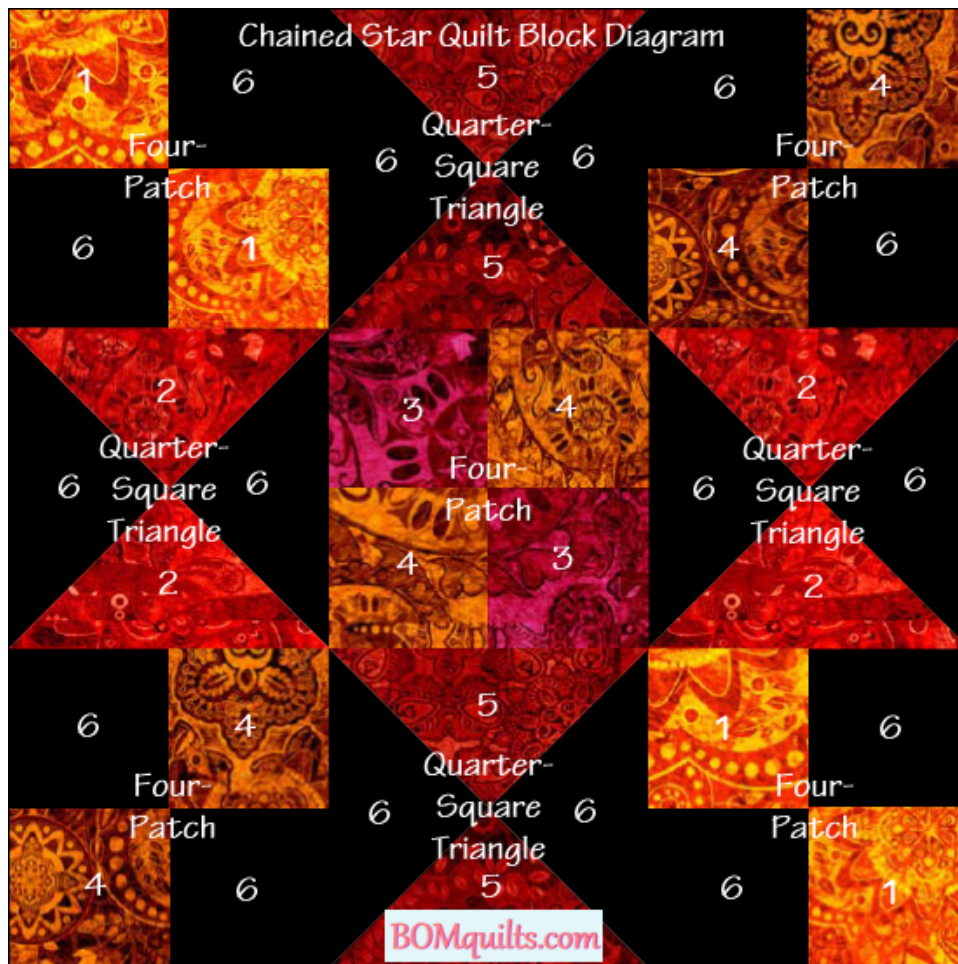 Chained Star Quilt Block Diagram
1
6
5
6
4
Four-
Patch
6
Quarter-
Square
Triangle
6
Four-
Patch
6
1
5
4
6
2
3
4
2
Quarter-
Square
Triangle
6
6
Four-
Patch
6
Quarter-
Square
Triangle
6
2
4
3
2
6
4
5
1
6
Four-
Patch
Quarter-
Square
Triangle
6
6
Four-
Patch
4
6
5
6
1
BOMquilts.com